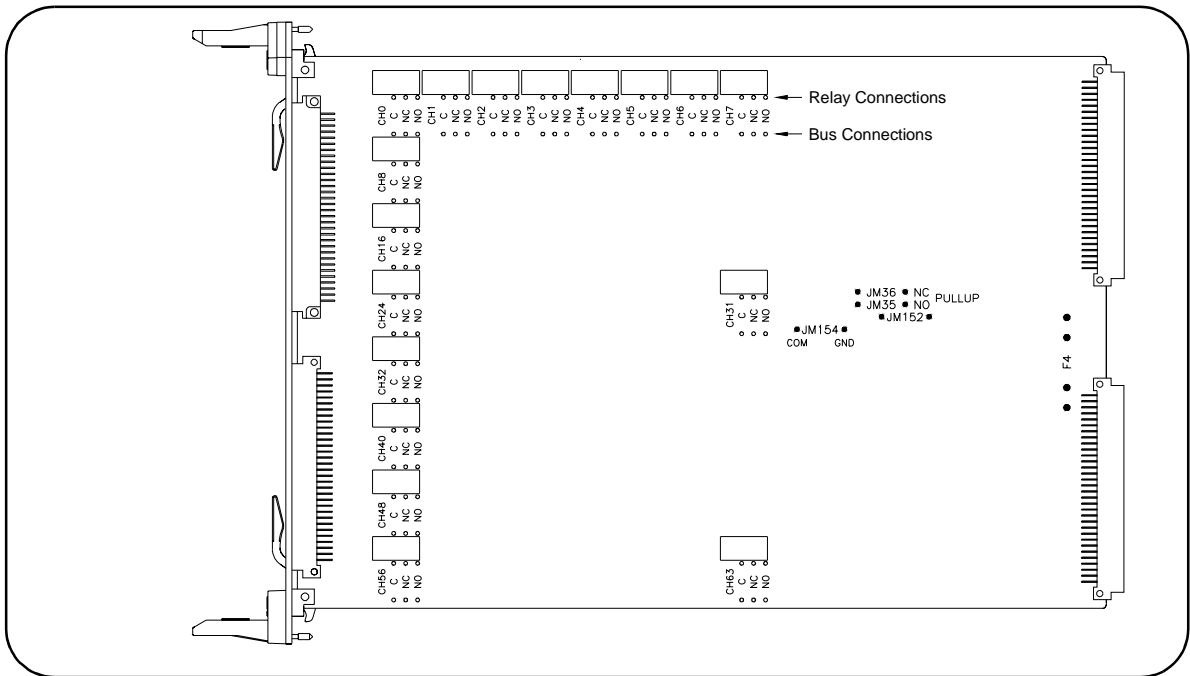 Relay Connections
CH0 C NC NO
CH1 C NC NO
CH2 C NC NO
CH3 C NC NO
CH4 C NC NO
CH5 C NC NO
CH6 C NC NO
CH7 C NC NO
Bus Connections
CH8 C NC NO
CH16 C NC NO
CH24 C NC NO
CH31 C NC NO
JM36 NC
JM35 NO
PULLUP
JM152
JM154
COM GND
F4
CH32 C NC NO
CH40 C NC NO
CH48 C NC NO
CH56 C NC NO
CH63 C NC NO